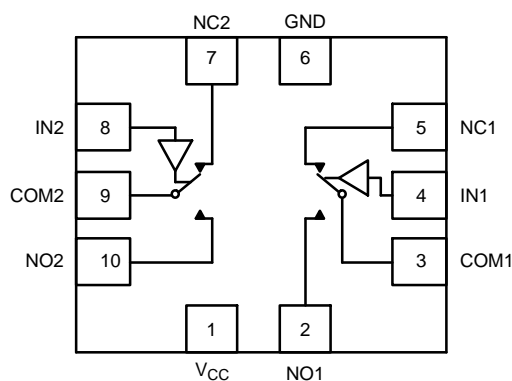 NC2 GND
7 6
IN2 8 5 NC1
COM2 9 4 IN1
NO2 10 3 COM1
1 2
VCC NO1